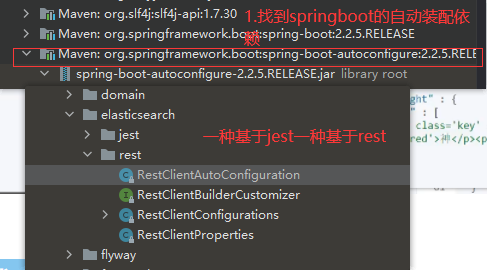 Maven: org.slf4j:slf4j-api:1.7.30
1.找到springboot的自动装配依
赖
Maven: org.springframework.boot:spring-boot:2.2.5.RELEASE
Maven: org.springframework.boot:spring-boot-autoconfigure:2.2.5.RELE
spring-boot-autoconfigure-2.2.5.RELEASE.jar library root
domain
elasticsearch
jest
一种基于jest一种基于rest
rest
RestClientAutoConfiguration
RestClientBuilderCustomizer
RestClientConfigurations
RestClientProperties
flyway
ght" : {
" : [
class='key'
red'>神</p><p